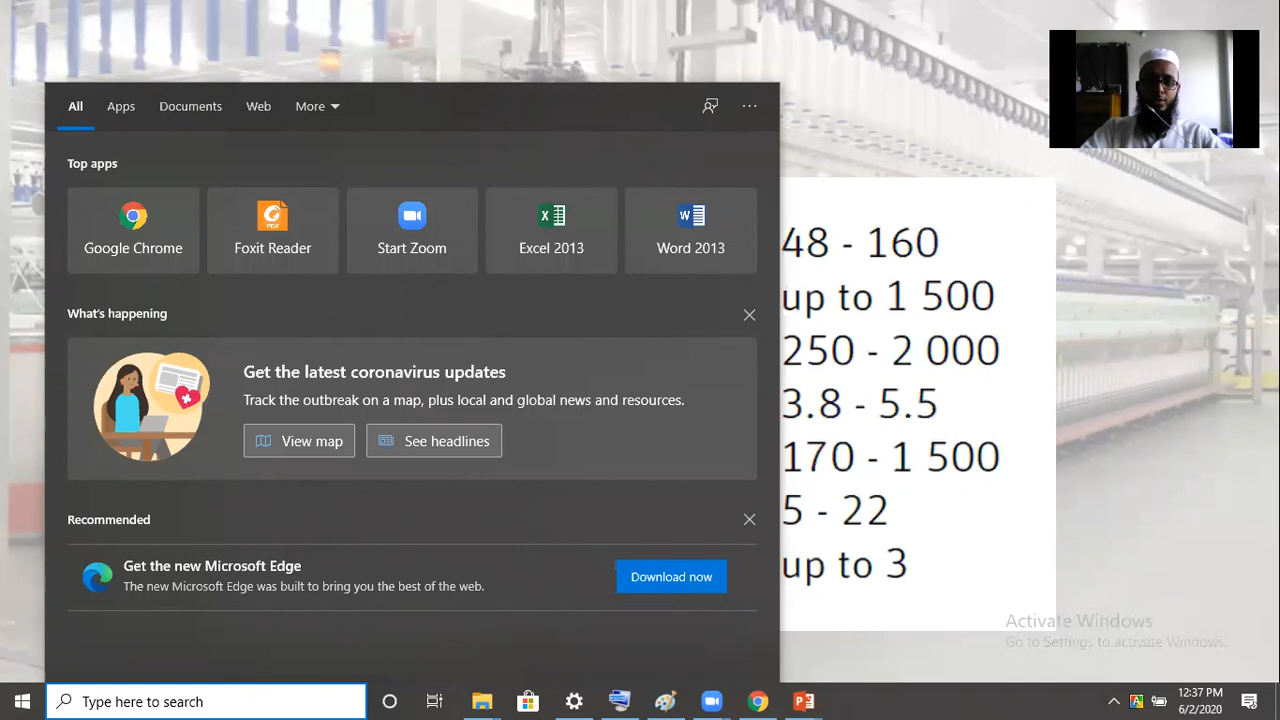 All Apps Documents Web More
Top apps
Google Chrome Foxit Reader PDF Start Zoom Excel 2013 Word 2013
What's happening
Get the latest coronavirus updates
Track the outbreak on a map, plus local and global news and resources.
View map See headlines
Recommended
Get the new Microsoft Edge
The new Microsoft Edge was built to bring you the best of the web.
Download now
48 - 160
up to 1 500
250 - 2 000
3.8 - 5.5
170 - 1 500
5 - 22
up to 3
Activate Windows
Go to Settings to activate Windows.
Type here to search
12:37 PM
6/2/2020